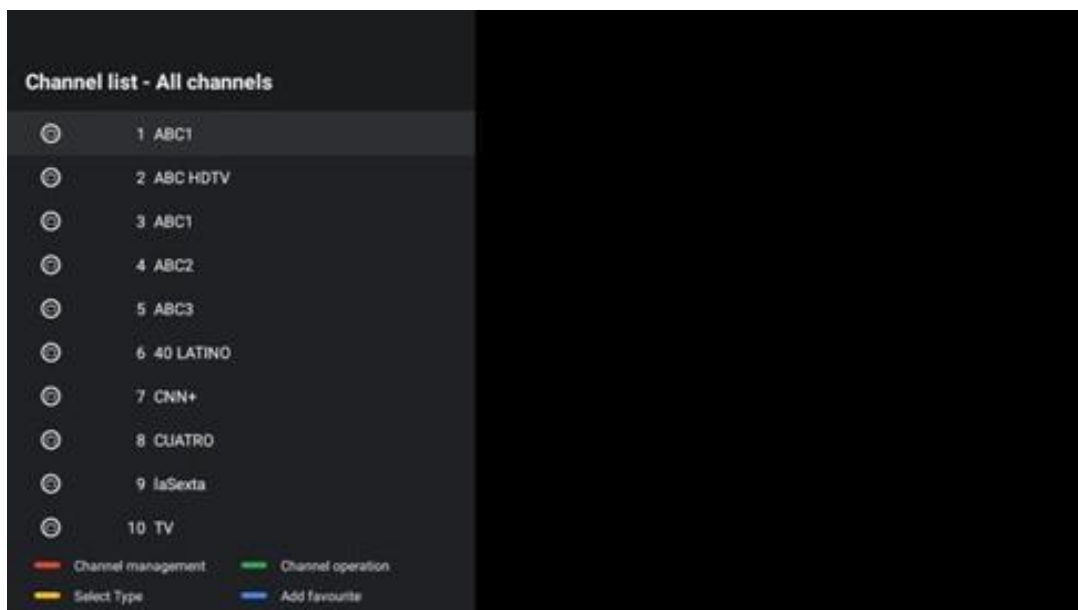 Channel list - All channels
1 ABC1
2 ABC HDTV
3 ABC1
4 ABC2
5 ABC3
6 40 LATINO
7 CNN+
8 CUATRO
9 laSexta
10 TV
Channel management Channel operation
Select Type Add favourite